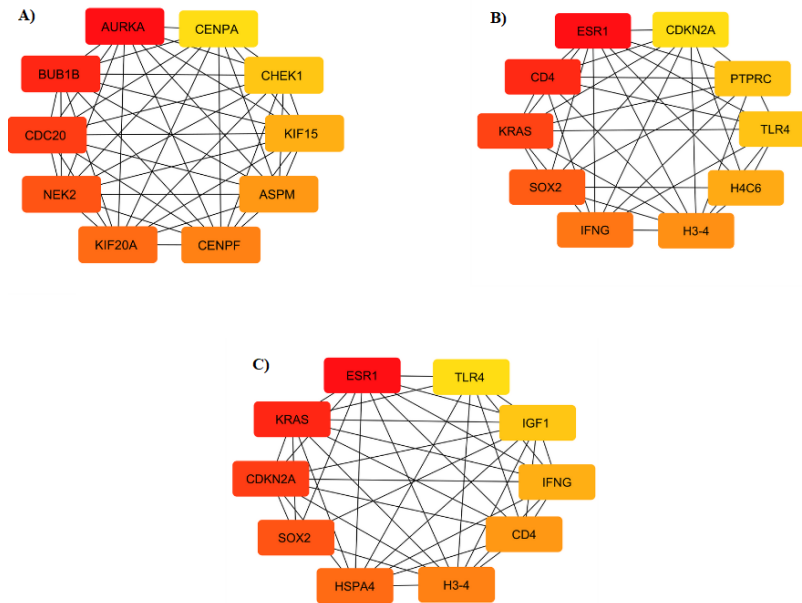 A)
AURKA
CENPA
BUB1B
CHEK1
CDC20
KIF15
NEK2
ASPM
KIF20A
CENPF
B)
ESR1
CDKN2A
CD4
PTPRC
KRAS
TLR4
SOX2
H4C6
IFNG
H3-4
C)
ESR1
TLR4
KRAS
IGF1
CDKN2A
IFNG
SOX2
CD4
HSPA4
H3-4